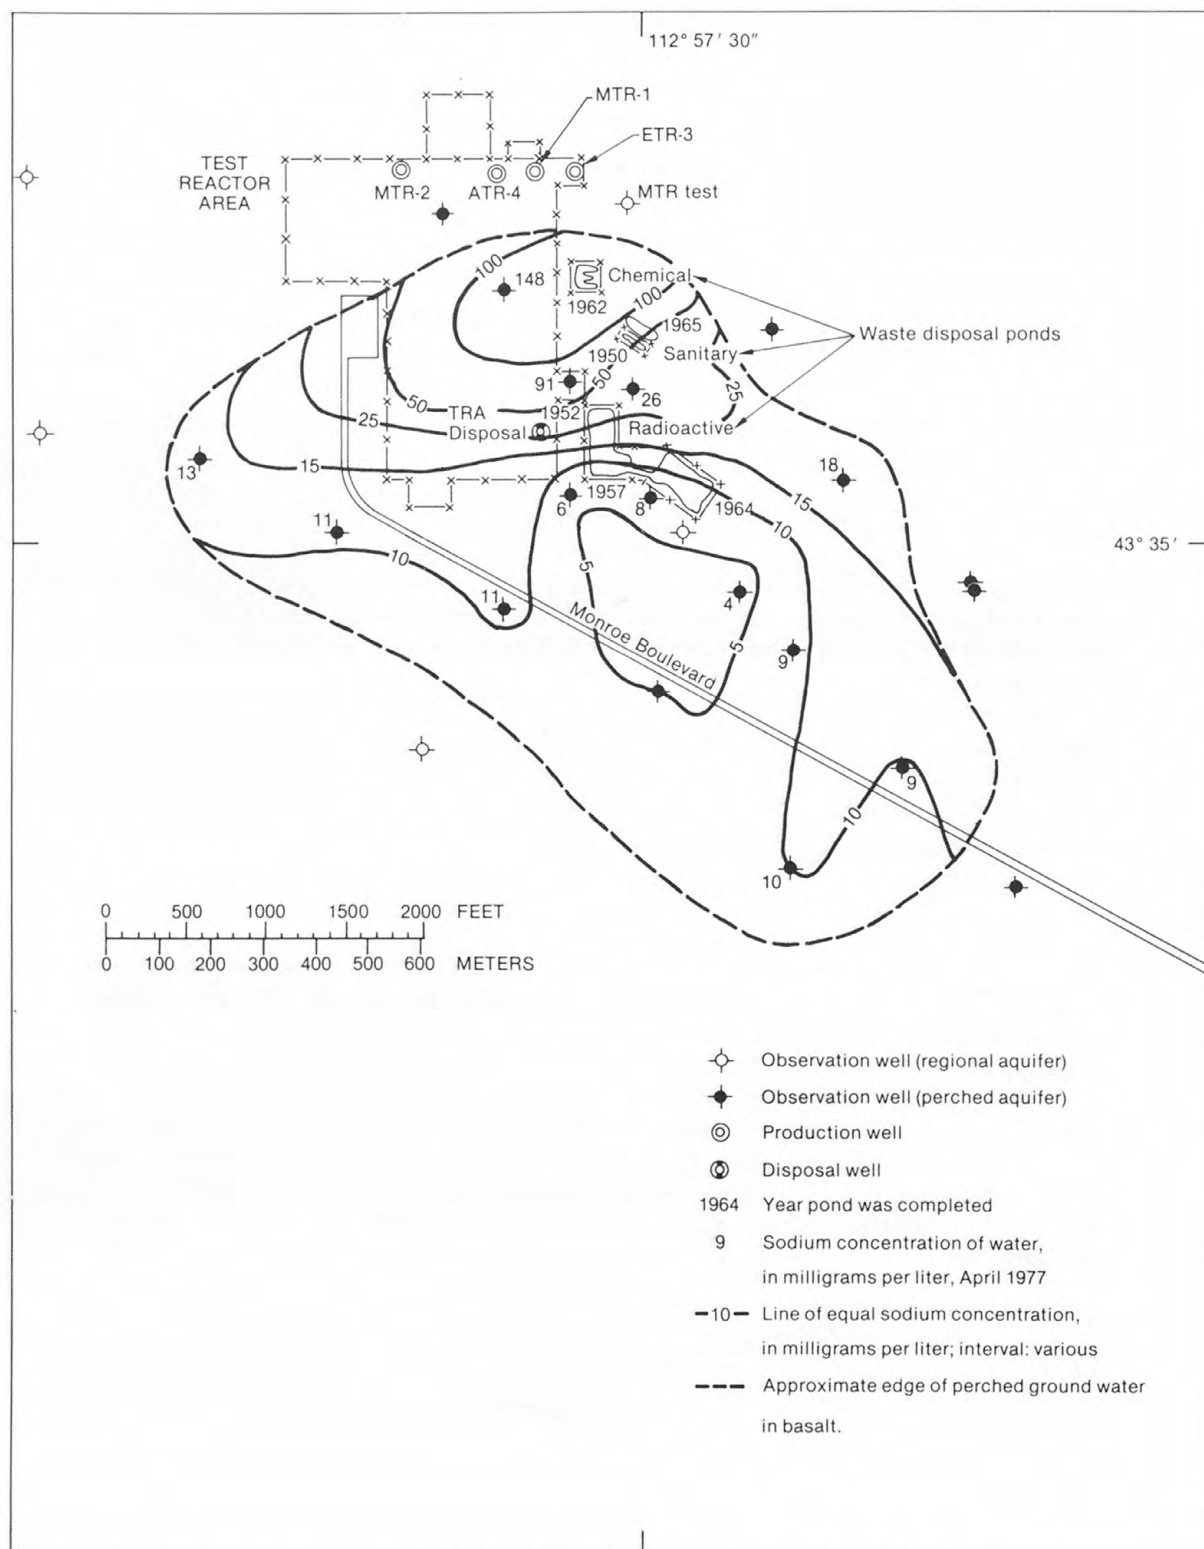 112° 57′ 30″
MTR-1
ETR-3
TEST
REACTOR
AREA
MTR-2
ATR-4
MTR test
100
148
Chemical
1962
100
1965
Waste disposal ponds
1950
Sanitary
91
50
26
25
50
TRA
1952
25
Disposal
Radioactive
13
15
18
15
6
1957
8
1964
10
11
43° 35′
10
5
11
4
Monroe Boulevard
5
9
9
10
10
0 500 1000 1500 2000 FEET
0 100 200 300 400 500 600 METERS
Observation well (regional aquifer)
Observation well (perched aquifer)
Production well
Disposal well
1964 Year pond was completed
9 Sodium concentration of water,
in milligrams per liter, April 1977
10 Line of equal sodium concentration,
in milligrams per liter; interval: various
Approximate edge of perched ground water
in basalt.